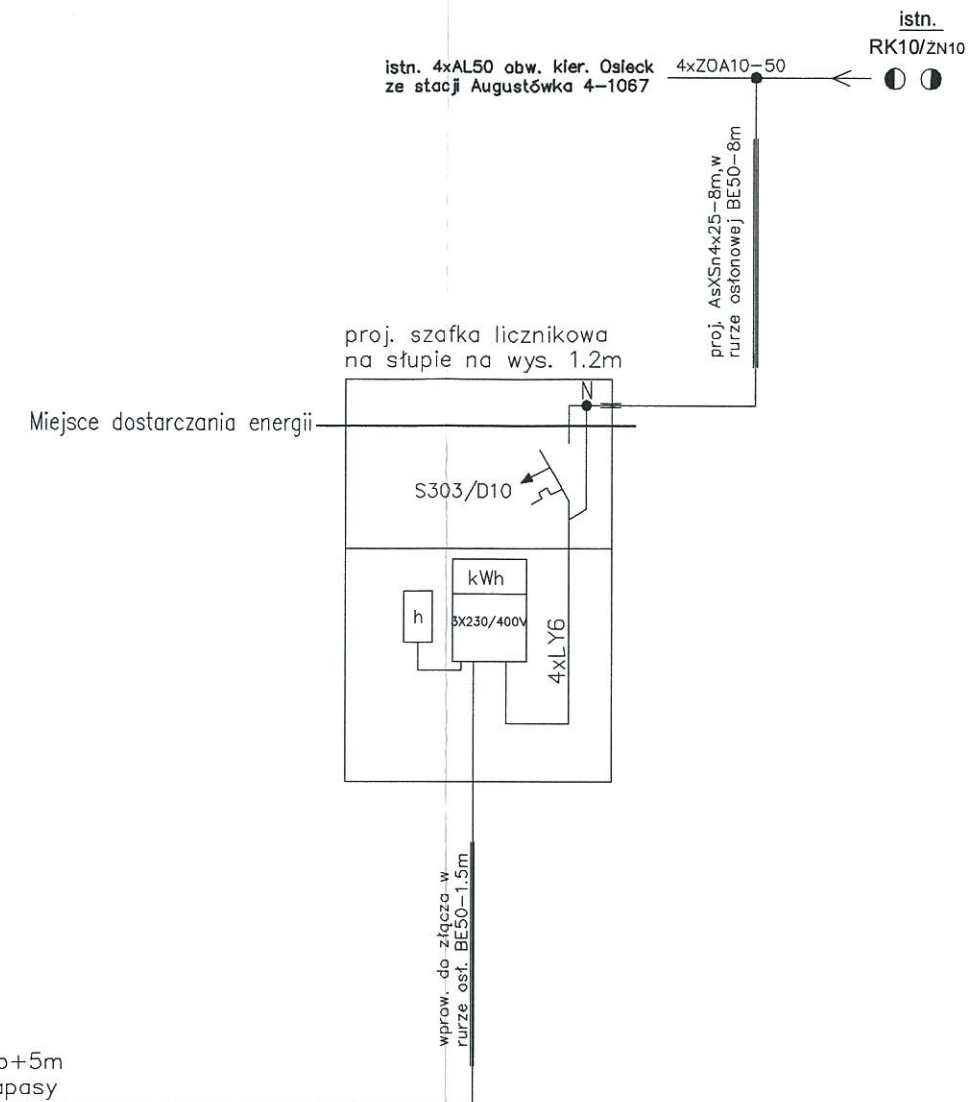 istn.
RK10/ŻN10
istn. 4xAL50 obw. kier. Osieck
ze stacji Augustówka 4-1067
4xZOA10-50
proj. AsXSn4x25-8m,w
rurze osłonowej BE50-8m
proj. szafka licznikowa
na słupie na wys. 1.2m
N
Miejsce dostarczania energii
S303/D10
kWh
h
3X230/400V
4xLY6
wprow. do złącza w
rurze osł. BE50-1.5m
+5m
apasy